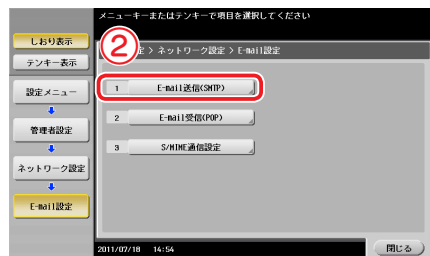 メニューキーまたはテンキーで項目を選択してください
しおり表示
テンキー表示
設定メニュー
管理者設定
ネットワーク設定
E-mail設定
②
> ネットワーク設定 > E-mail設定
1 E-mail送信(SMTP)
2 E-mail受信(POP)
3 S/MIME通信設定
2011/07/18 14:54
閉じる